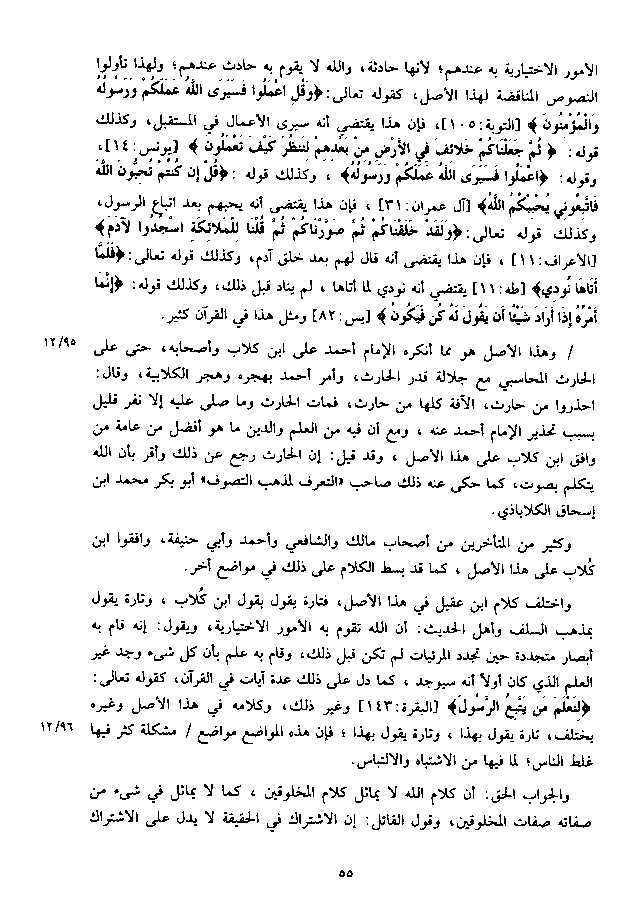 الأمور الاختيارية به عندهم؛ لأنها حادثة، والله لا يقوم به حادث عندهم؛ ولهذا تأولوا
النصوص المناقضة لهذا الأصل، كقوله تعالى: ﴿وَقُلِ اعْمَلُوا فَسَيَرَى اللَّهُ عَمَلَكُمْ وَرَسُولُهُ
وَالْمُؤْمِنُونَ ﴾ [التوبة: ١٠٥]، فإن هذا يقتضي أنه سيرى الأعمال في المستقبل، وكذلك
قوله: ﴿ ثُمَّ جَعَلْنَاكُمْ خَلائِفَ فِي الأَرْضِ مِنْ بَعْدِهِمْ لِنَنظُرَ كَيْفَ تَعْمَلُونَ ﴾ [يونس: ١٤]،
وقوله: ﴿اعْمَلُوا فَسَيَرَى اللَّهُ عَمَلَكُمْ وَرَسُولُهُ﴾ ، وكذلك قوله : ﴿قُلْ إِن كُنتُمْ تُحِبُّونَ اللَّهَ
فَاتَّبِعُونِي يُحْبِبْكُمُ اللَّهُ﴾ [آل عمران: ٣١] ، فإن هذا يقتضي أنه يحبهم بعد اتباع الرسول،
وكذلك قوله تعالى: ﴿وَلَقَدْ خَلَقْنَاكُمْ ثُمَّ صَوَّرْنَاكُمْ ثُمَّ قُلْنَا لِلْمَلائِكَةِ اسْجُدُوا لآدَمَ﴾
[الأعراف: ١١] ، فإن هذا يقتضي أنه قال لهم بعد خلق آدم، وكذلك قوله تعالى: ﴿فَلَمَّا
أَتَاهَا نُودِيَ﴾ [طه: ١١] يقتضي أنه نودي لما أتاها ، لم يناد قبل ذلك، وكذلك قوله: ﴿إِنَّمَا
أَمْرُهُ إِذَا أَرَادَ شَيْئًا أَن يَقُولَ لَهُ كُن فَيَكُونُ ﴾ [يس: ٨٢] ومثل هذا في القرآن كثير.
/ وهذا الأصل هو مما أنكره الإمام أحمد على ابن كلاب وأصحابه، حتى على ١٢/٩٥
الحارث المحاسبي مع جلالة قدر الحارث، وأمر أحمد بهجره وهجر الكلابية، وقال:
احذروا من حارث، الآفة كلها من حارث، فمات الحارث وما صلى عليه إلا نفر قليل
بسبب تحذير الإمام أحمد عنه ، ومع أن فيه من العلم والدين ما هو أفضل من عامة من
وافق ابن كلاب على هذا الأصل ، وقد قيل: إن الحارث رجع عن ذلك وأقر بأن الله
يتكلم بصوت، كما حكى عنه ذلك صاحب «التعرف لمذهب التصوف» أبو بكر محمد ابن
إسحاق الكلاباذي.
وكثير من المتأخرين من أصحاب مالك والشافعي وأحمد وأبي حنيفة، وافقوا ابن
كُلاب على هذا الأصل ، كما قد بسط الكلام على ذلك في مواضع أخر.
واختلف كلام ابن عقيل في هذا الأصل، فتارة يقول بقول ابن كُلاب ، وتارة يقول
بمذهب السلف وأهل الحديث: أن الله تقوم به الأمور الاختيارية، ويقول: إنه قام به
أبصار متجددة حين تجدد المرئيات لم تكن قبل ذلك، وقام به علم بأن كل شىء وجد غير
العلم الذي كان أولاً أنه سيوجد ، كما دل على ذلك عدة آيات في القرآن، كقوله تعالى:
﴿لِنَعْلَمَ مَن يَتَّبِعُ الرَّسُولَ﴾ [البقرة: ١٤٣] وغير ذلك، وكلامه في هذا الأصل وغيره
يختلف، تارة يقول بهذا ، وتارة يقول بهذا ؛ فإن هذه المواضع مواضع / مشكلة كثر فيها ١٢/٩٦
غلط الناس؛ لما فيها من الاشتباه والالتباس.
والجواب الحق: أن كلام الله لا يماثل كلام المخلوقين ، كما لا يماثل في شىء من
صفاته صفات المخلوقين، وقول القائل: إن الاشتراك في الحقيقة لا يدل على الاشتراك
٥٥